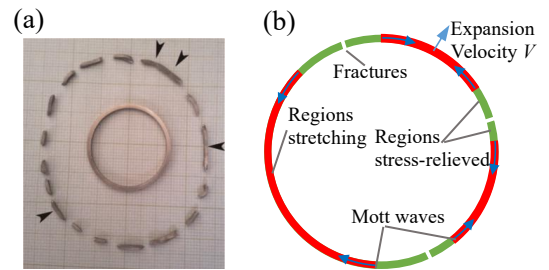 (a)
(b)
Expansion
Velocity V
Fractures
Regions
stretching
Regions
stress-relieved
Mott waves